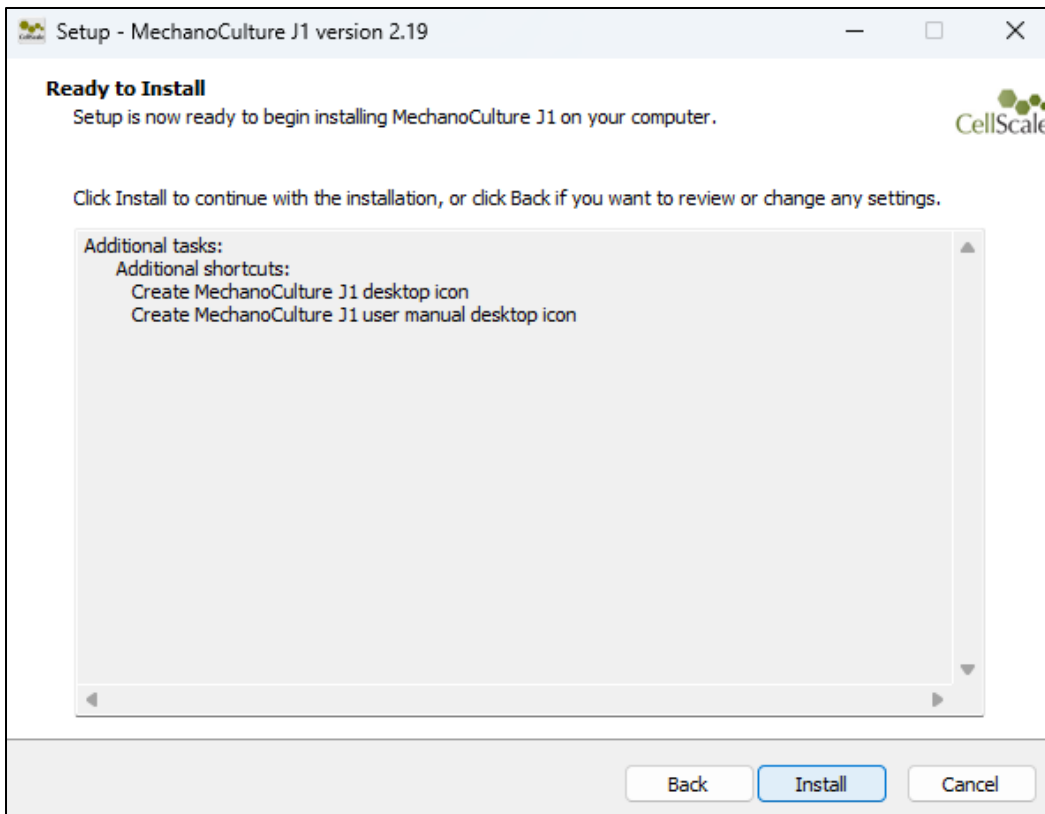 Setup - MechanoCulture J1 version 2.19
Ready to Install
Setup is now ready to begin installing MechanoCulture J1 on your computer.
CellScale
Click Install to continue with the installation, or click Back if you want to review or change any settings.
Additional tasks:
Additional shortcuts:
Create MechanoCulture J1 desktop icon
Create MechanoCulture J1 user manual desktop icon
Back
Install
Cancel